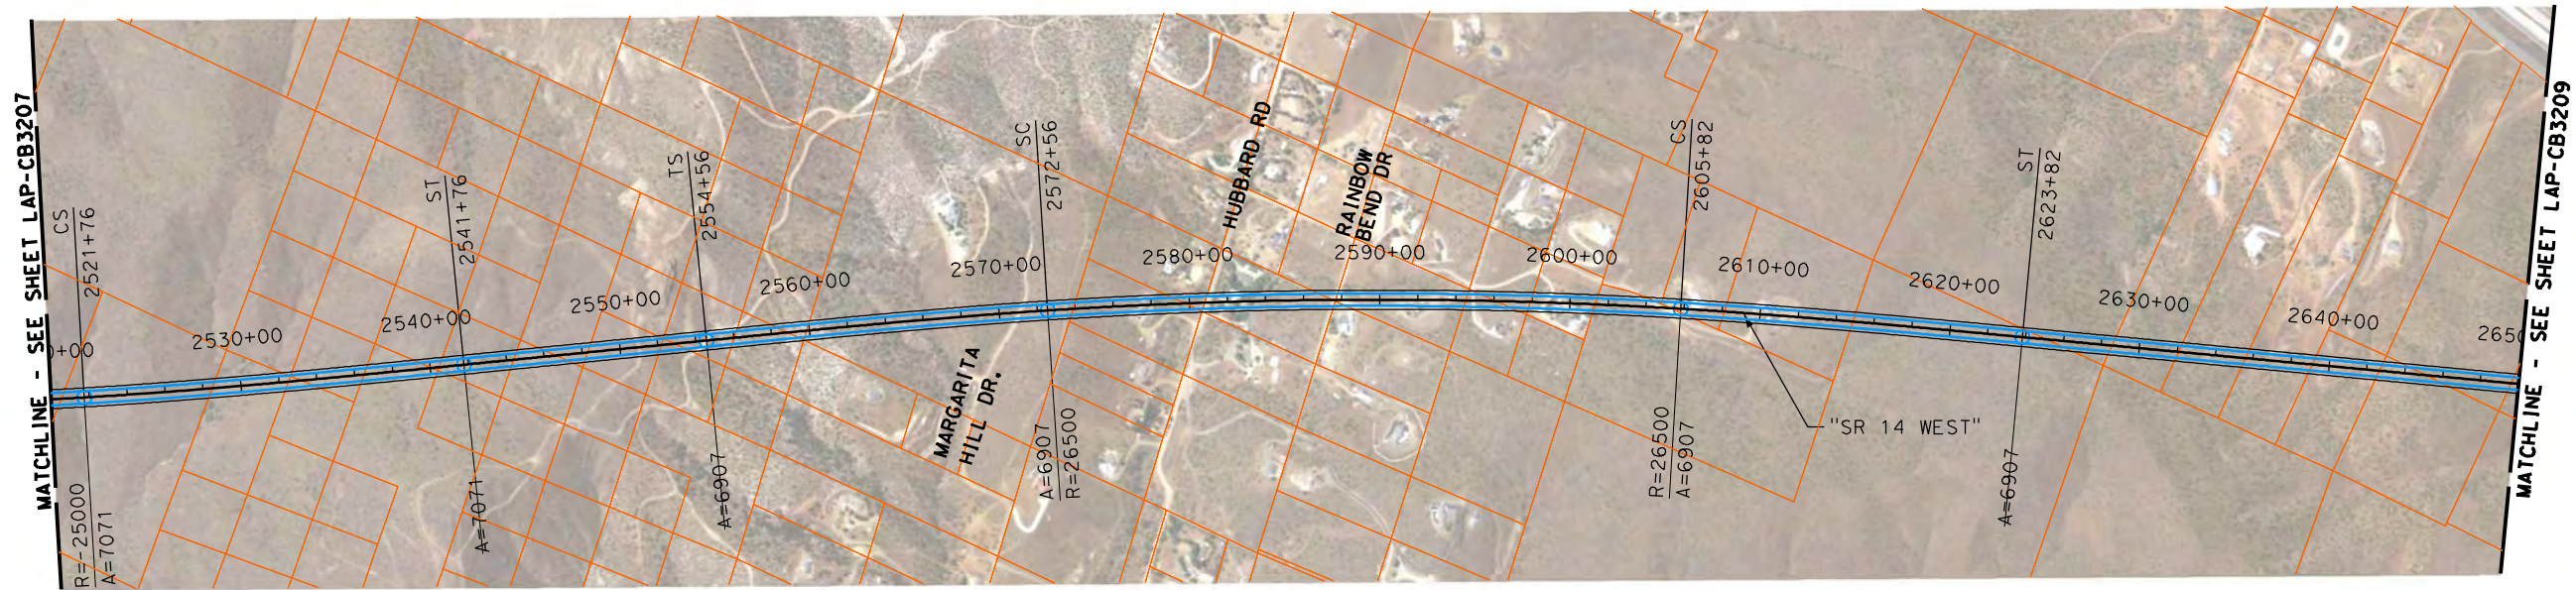 MATCHLINE - SEE SHEET LAP-CB3207
CS
2521+76
R=-25000
A=7071
0+00
2530+00
ST
2541+76
A=7071
2540+00
2550+00
TS
2554+56
A=6907
2560+00
2570+00
MARGARITA
HILL DR.
SC
2572+56
A=6907
R=26500
2580+00
HUBBARD RD
RAINBOW
BEND DR
2590+00
2600+00
CS
2605+82
R=26500
A=6907
2610+00
"SR 14 WEST"
2620+00
ST
2623+82
A=6907
2630+00
2640+00
2650
MATCHLINE - SEE SHEET LAP-CB3209